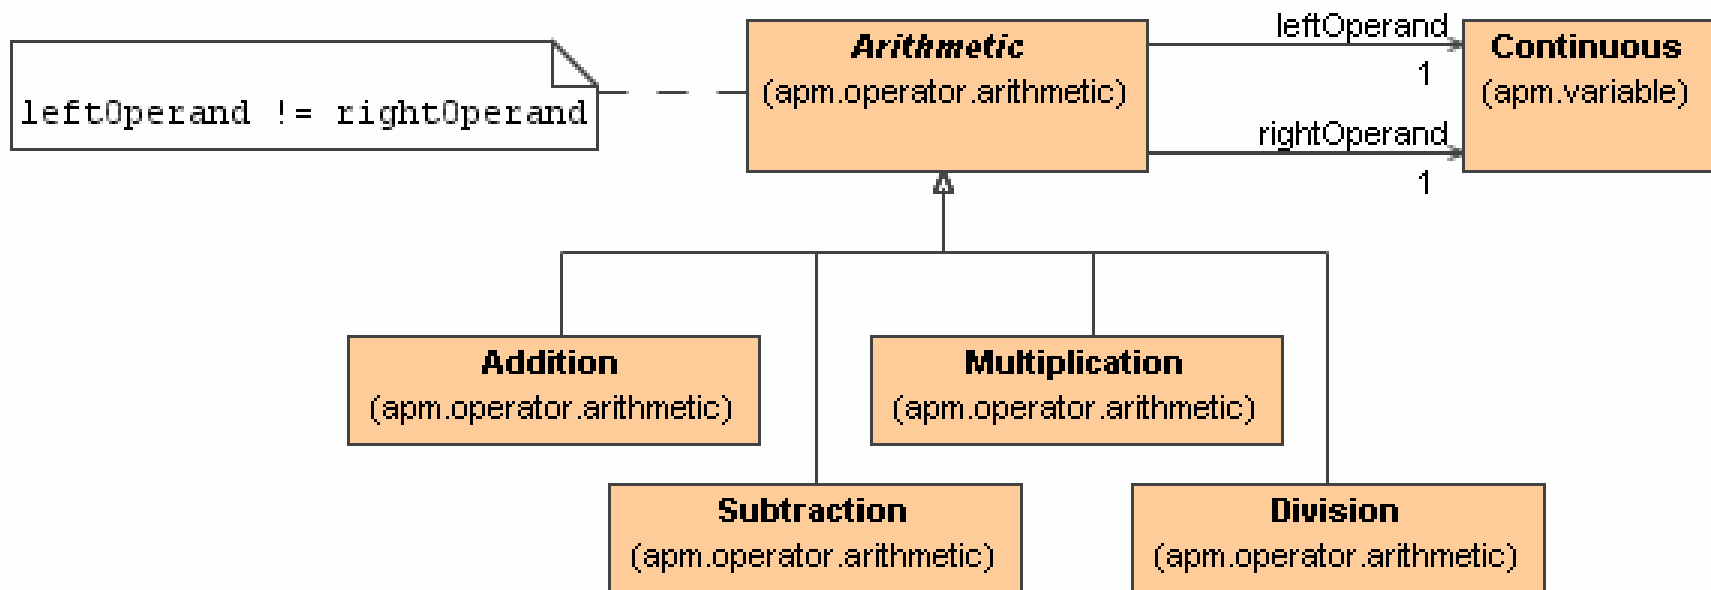 leftOperand != rightOperand
Arithmetic
(apm.operator.arithmetic)
leftOperand
1
rightOperand
1
Continuous
(apm.variable)
Addition
(apm.operator.arithmetic)
Multiplication
(apm.operator.arithmetic)
Subtraction
(apm.operator.arithmetic)
Division
(apm.operator.arithmetic)